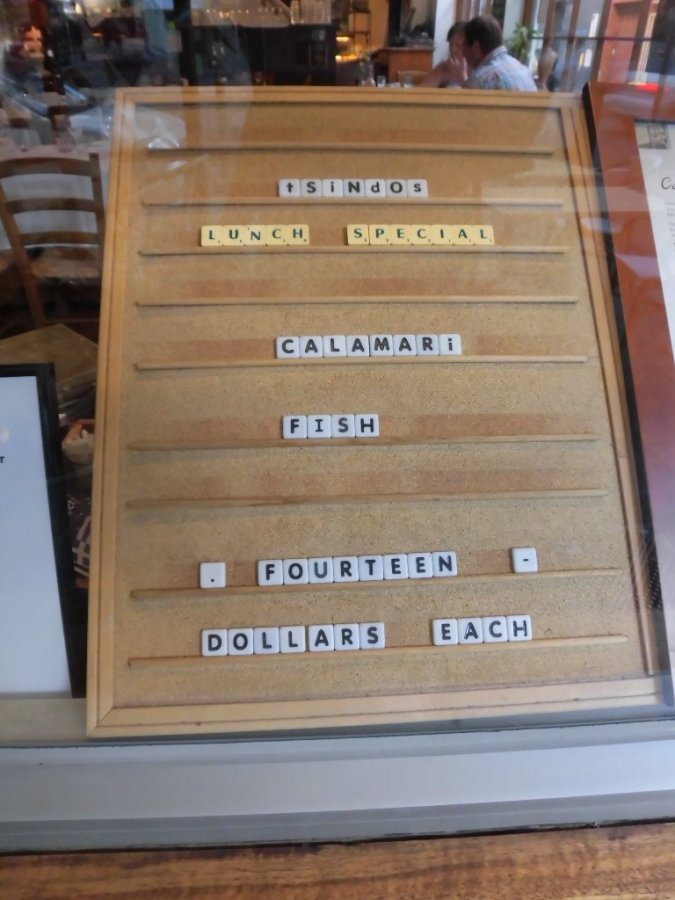 tSiNdOs
LUNCH SPECIAL
CALAMARi
FISH
. FOURTEEN -
DOLLARS EACH